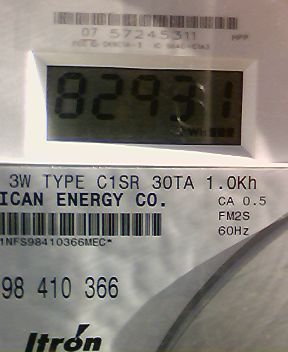 07 57245311
82931
3W TYPE C1SR 30TA 1.0Kh
ICAN ENERGY CO.
CA 0.5
FM2S
60Hz
1NFS98410366MEC*
98 410 366
Itron